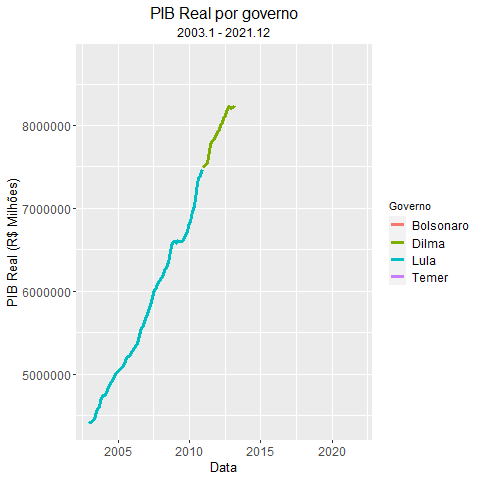 PIB Real por governo
2003.1 - 2021.12
PIB Real (R$ Milhões)
8000000
7000000
6000000
5000000
2005
2010
2015
2020
Data
Governo
Bolsonaro
Dilma
Lula
Temer